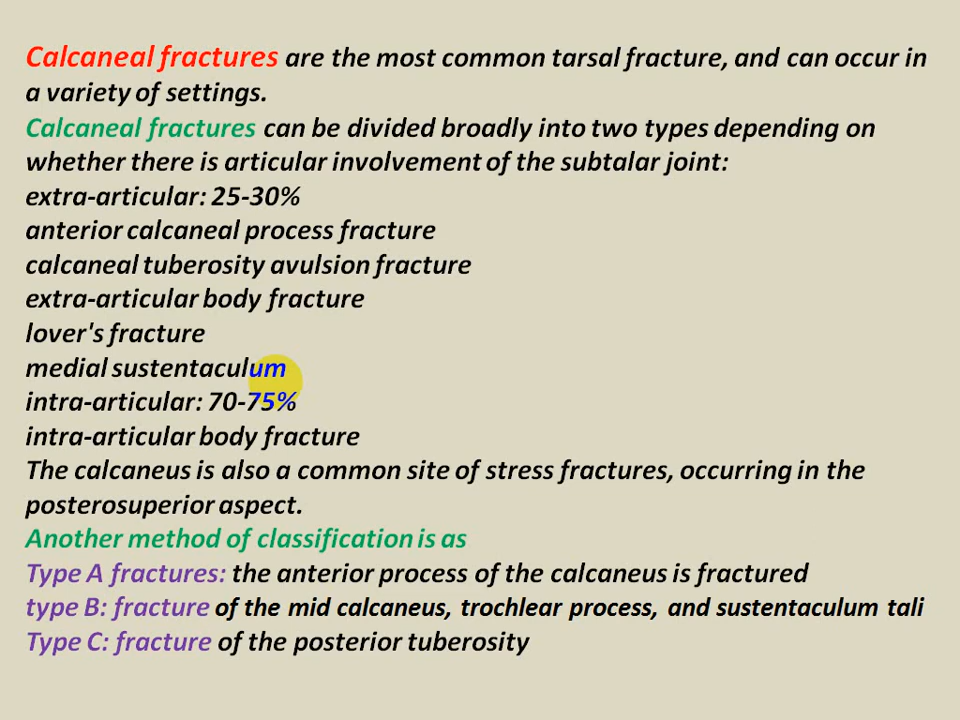 Calcaneal fractures are the most common tarsal fracture, and can occur in
a variety of settings.
Calcaneal fractures can be divided broadly into two types depending on
whether there is articular involvement of the subtalar joint:
extra-articular: 25-30%
anterior calcaneal process fracture
calcaneal tuberosity avulsion fracture
extra-articular body fracture
lover's fracture
medial sustentaculum
intra-articular: 70-75%
intra-articular body fracture
The calcaneus is also a common site of stress fractures, occurring in the
posterosuperior aspect.
Another method of classification is as
Type A fractures: the anterior process of the calcaneus is fractured
type B: fracture of the mid calcaneus, trochlear process, and sustentaculum tali
Type C: fracture of the posterior tuberosity